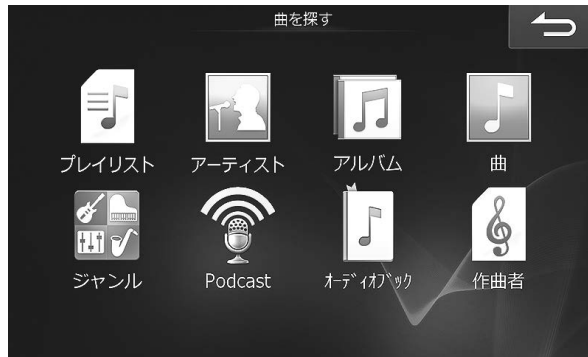 曲を探す
プレイリスト
アーティスト
アルバム
曲
ジャンル
Podcast
ｵｰﾃﾞｨｵﾌﾞｯｸ
作曲者